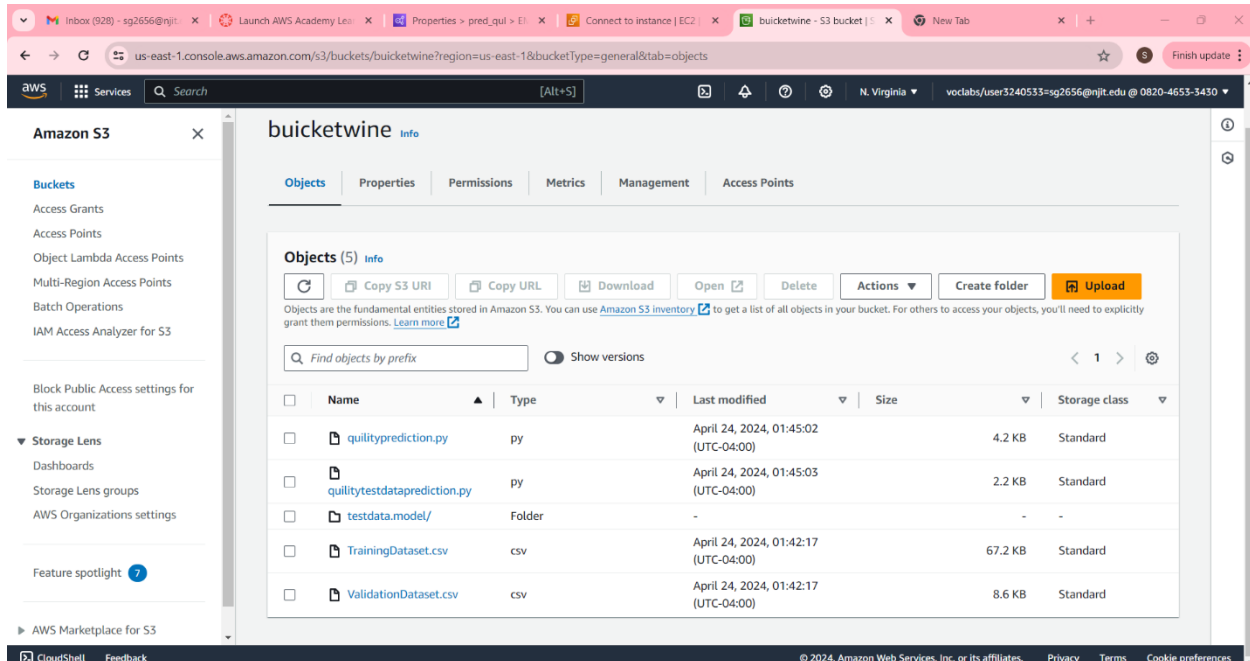 Inbox (928) - sg2656@njit.
Launch AWS Academy Lea
Properties > pred_qul > E
Connect to instance | EC2 |
buicketwine - S3 bucket | S
New Tab
us-east-1.console.aws.amazon.com/s3/buckets/buicketwine?region=us-east-1&bucketType=general&tab=objects
S
Finish update
aws
Services
Search
[Alt+S]
N. Virginia
voclabs/user3240533=sg2656@njit.edu @ 0820-4653-3430
Amazon S3
Buckets
Access Grants
Access Points
Object Lambda Access Points
Multi-Region Access Points
Batch Operations
IAM Access Analyzer for S3
Block Public Access settings for
this account
Storage Lens
Dashboards
Storage Lens groups
AWS Organizations settings
Feature spotlight 7
AWS Marketplace for S3
buicketwine Info
Objects Properties Permissions Metrics Management Access Points
Objects (5) Info
Copy S3 URI Copy URL Download Open Delete Actions Create folder Upload
Objects are the fundamental entities stored in Amazon S3. You can use Amazon S3 inventory to get a list of all objects in your bucket. For others to access your objects, you'll need to explicitly
grant them permissions. Learn more
Find objects by prefix
Show versions
1
Name Type Last modified Size Storage class
quilityprediction.py py April 24, 2024, 01:45:02 (UTC-04:00) 4.2 KB Standard
quilitytestdataprediction.py py April 24, 2024, 01:45:03 (UTC-04:00) 2.2 KB Standard
testdata.model/ Folder - - -
TrainingDataset.csv csv April 24, 2024, 01:42:17 (UTC-04:00) 67.2 KB Standard
ValidationDataset.csv csv April 24, 2024, 01:42:17 (UTC-04:00) 8.6 KB Standard
CloudShell Feedback
© 2024, Amazon Web Services, Inc. or its affiliates. Privacy Terms Cookie preferences